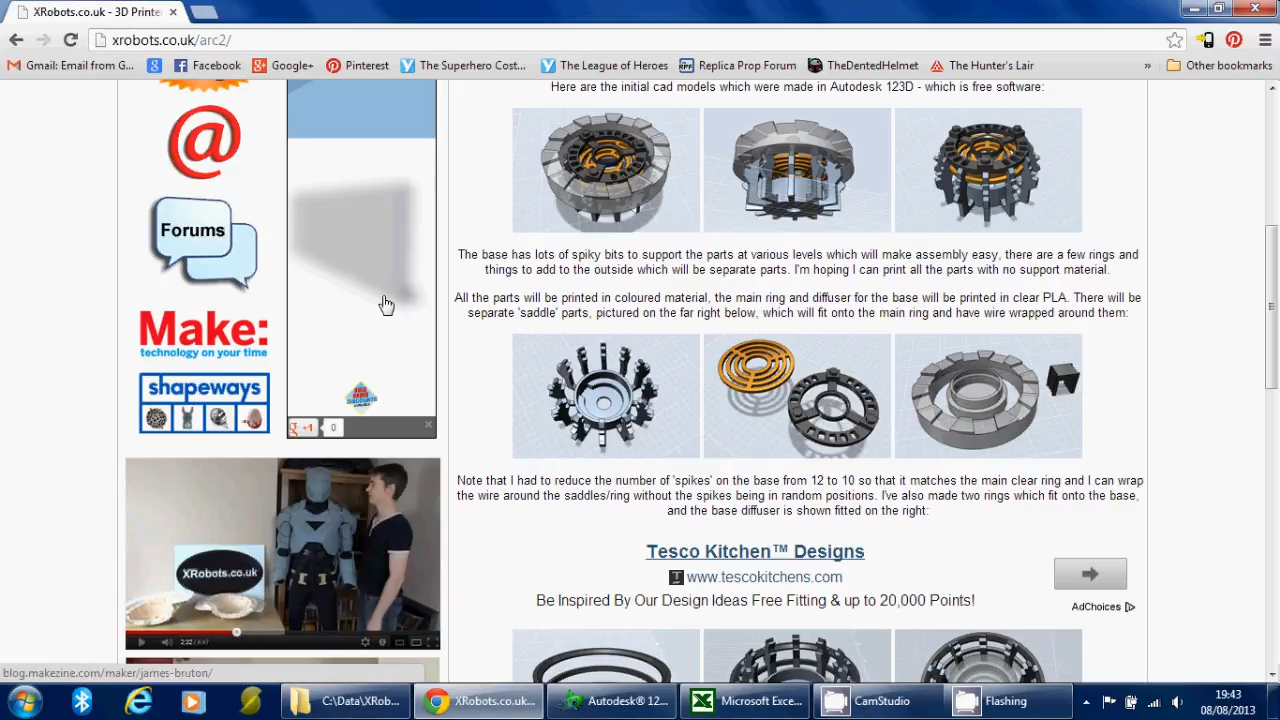 XRobots.co.uk - 3D Printe
xrobots.co.uk/arc2/
Gmail: Email from G...
Facebook
Google+
Pinterest
The Superhero Cost...
The League of Heroes
Replica Prop Forum
TheDentedHelmet
The Hunter's Lair
»
Other bookmarks
@
Forums
Make:
technology on your time
shapeways
g +1
0
XRobots.co.uk
Here are the initial cad models which were made in Autodesk 123D - which is free software:
The base has lots of spiky bits to support the parts at various levels which will make assembly easy, there are a few rings and
things to add to the outside which will be separate parts. I'm hoping I can print all the parts with no support material.
All the parts will be printed in coloured material, the main ring and diffuser for the base will be printed in clear PLA. There will be
separate 'saddle' parts, pictured on the far right below, which will fit onto the main ring and have wire wrapped around them:
Note that I had to reduce the number of 'spikes' on the base from 12 to 10 so that it matches the main clear ring and I can wrap
the wire around the saddles/ring without the spikes being in random positions. I've also made two rings which fit onto the base,
and the base diffuser is shown fitted on the right:
Tesco Kitchen™ Designs
www.tescokitchens.com
Be Inspired By Our Design Ideas Free Fitting & up to 20,000 Points!
AdChoices
blog.makezine.com/maker/james-bruton/
C:\Data\XRob...
XRobots.co.uk...
Autodesk® 12...
Microsoft Exce...
CamStudio
Flashing
19:43
08/08/2013